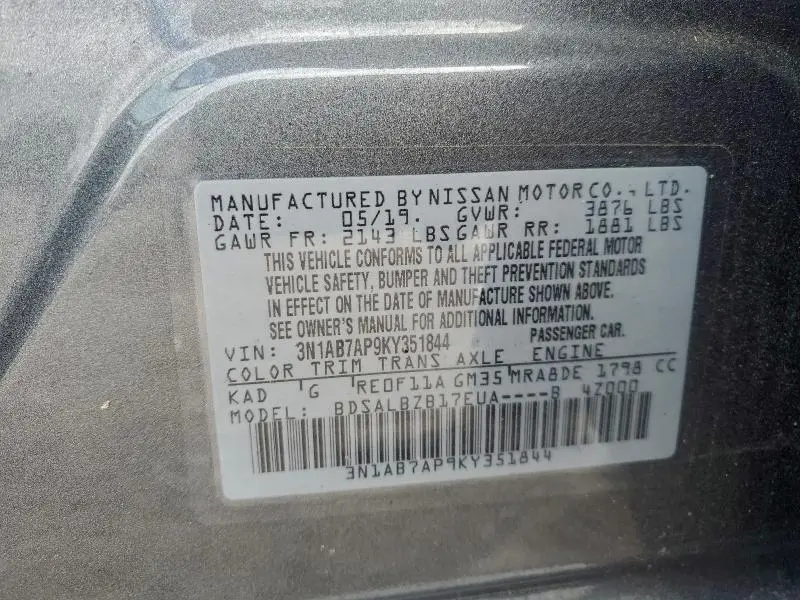 MANUFACTURED BY NISSAN MOTOR CO., LTD.
DATE: 05/19. GVWR: 3876 LBS
GAWR FR: 2143 LBS GAWR RR: 1881 LBS
THIS VEHICLE CONFORMS TO ALL APPLICABLE FEDERAL MOTOR
VEHICLE SAFETY, BUMPER AND THEFT PREVENTION STANDARDS
IN EFFECT ON THE DATE OF MANUFACTURE SHOWN ABOVE.
SEE OWNER'S MANUAL FOR ADDITIONAL INFORMATION.
VIN: 3N1AB7AP9KY351844 PASSENGER CAR.
COLOR TRIM TRANS AXLE ENGINE
KAD G RE0F11A GM35 MRA8DE 1798 CC
MODEL: BDSALBZB17EUA----B 4Z000
3N1AB7AP9KY351844